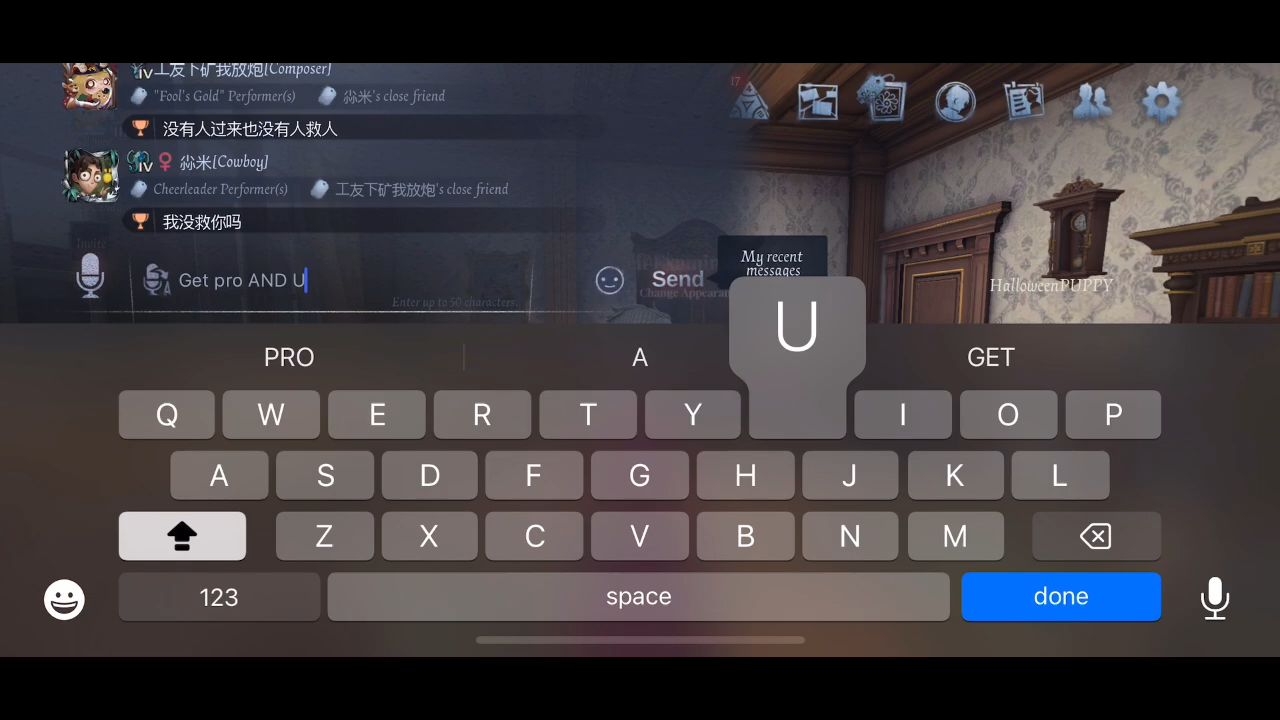 IV 工友下矿我放炮[Composer]
"Fool's Gold" Performer(s) 尛米's close friend
没有人过来也没有人救人
IV 尛米[Cowboy]
Cheerleader Performer(s) 工友下矿我放炮's close friend
我没救你吗
Invite
Get pro AND U
Enter up to 50 characters.
Send
Change Appearan
My recent
messages
17
HalloweenPUPPY
PRO A GET
U
Q W E R T Y I O P
A S D F G H J K L
Z X C V B N M
123 space done